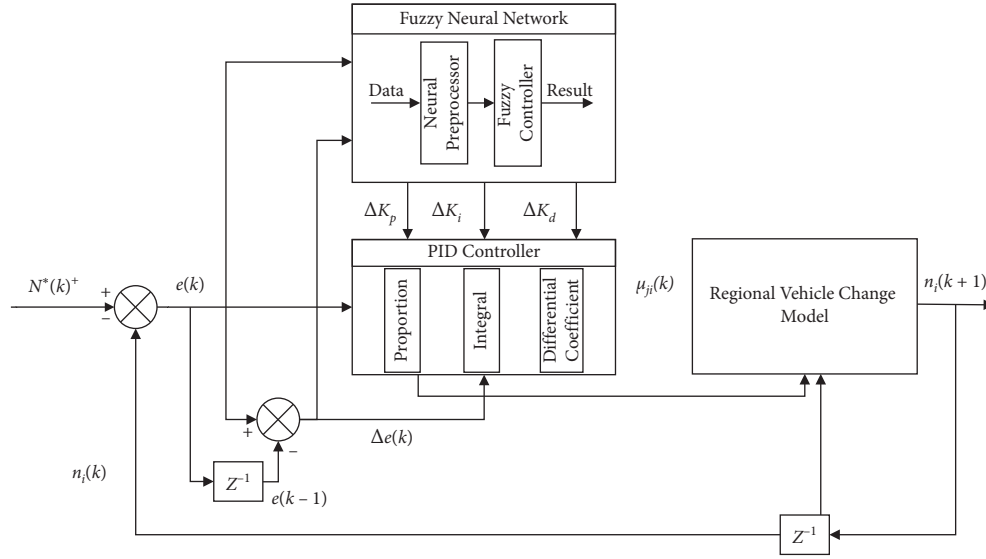 Fuzzy Neural Network
Data
Neural
Preprocessor
Fuzzy
Controller
Result
ΔK_p
ΔK_i
ΔK_d
PID Controller
Proportion
Integral
Differential
Coefficient
N*(k)+
+
−
e(k)
μ_ji(k)
Regional Vehicle Change
Model
n_i(k+1)
+
−
Δe(k)
n_i(k)
Z⁻¹
e(k – 1)
Z⁻¹